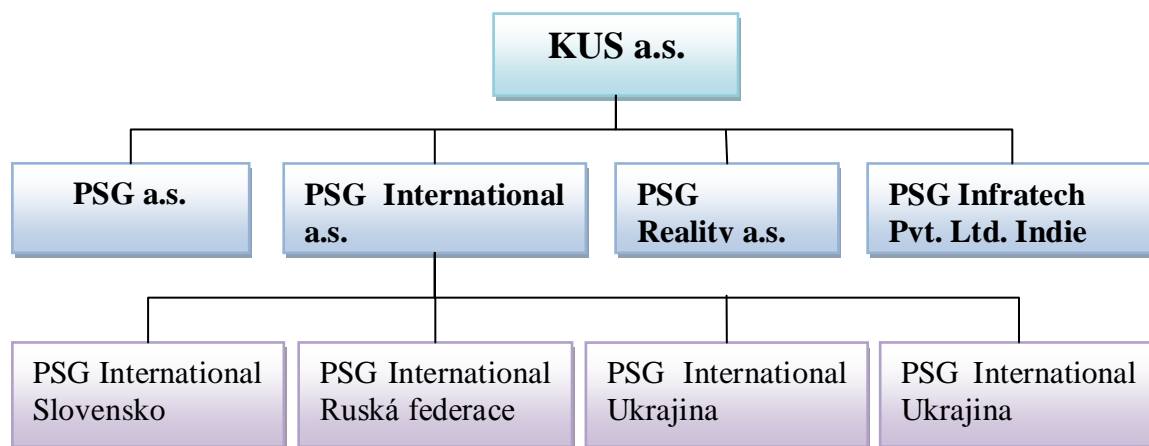 KUS a.s.
PSG a.s.
PSG International
a.s.
PSG
Reality a.s.
PSG Infratech
Pvt. Ltd. Indie
PSG International
Slovensko
PSG International
Ruská federace
PSG International
Ukrajina
PSG International
Ukrajina